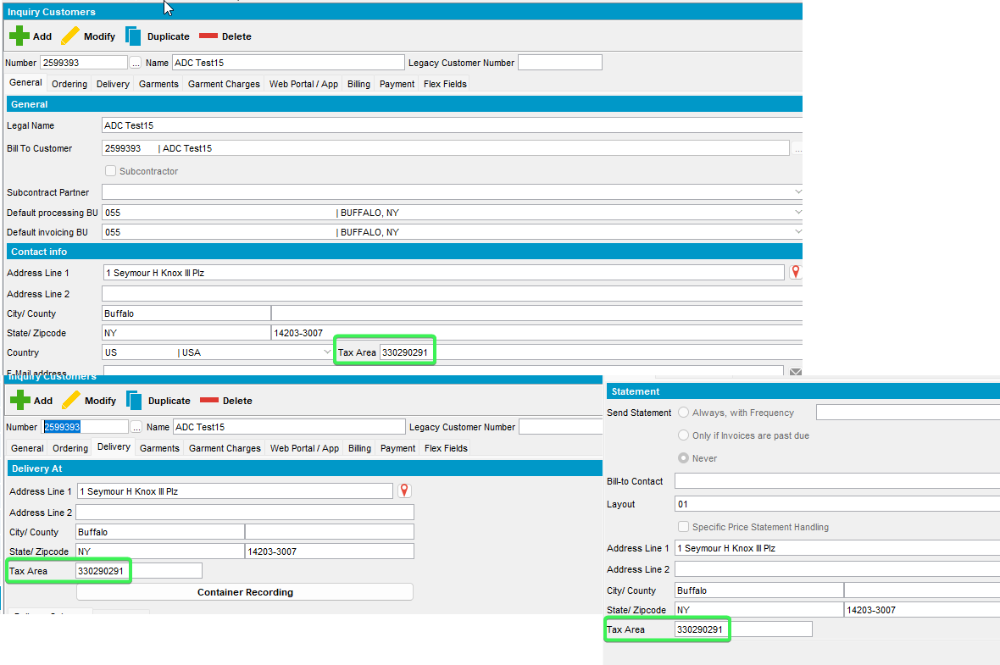 Inquiry Customers
Add Modify Duplicate Delete
Number 2599393 ... Name ADC Test15 Legacy Customer Number
General Ordering Delivery Garments Garment Charges Web Portal / App Billing Payment Flex Fields
General
Legal Name ADC Test15
Bill To Customer 2599393 | ADC Test15 ...
Subcontractor
Subcontract Partner
Default processing BU 055 | BUFFALO, NY
Default invoicing BU 055 | BUFFALO, NY
Contact info
Address Line 1 1 Seymour H Knox III Plz
Address Line 2
City/ County Buffalo
State/ Zipcode NY 14203-3007
Country US | USA Tax Area 330290291
E-Mail address
Inquiry Customers
Add Modify Duplicate Delete
Number 2599393 ... Name ADC Test15 Legacy Customer Number
General Ordering Delivery Garments Garment Charges Web Portal / App Billing Payment Flex Fields
Delivery At
Address Line 1 1 Seymour H Knox III Plz
Address Line 2
City/ County Buffalo
State/ Zipcode NY 14203-3007
Tax Area 330290291
Container Recording
Statement
Send Statement Always, with Frequency
Only if Invoices are past due
Never
Bill-to Contact
Layout 01
Specific Price Statement Handling
Address Line 1 1 Seymour H Knox III Plz
Address Line 2
City/ County Buffalo
State/ Zipcode NY 14203-3007
Tax Area 330290291